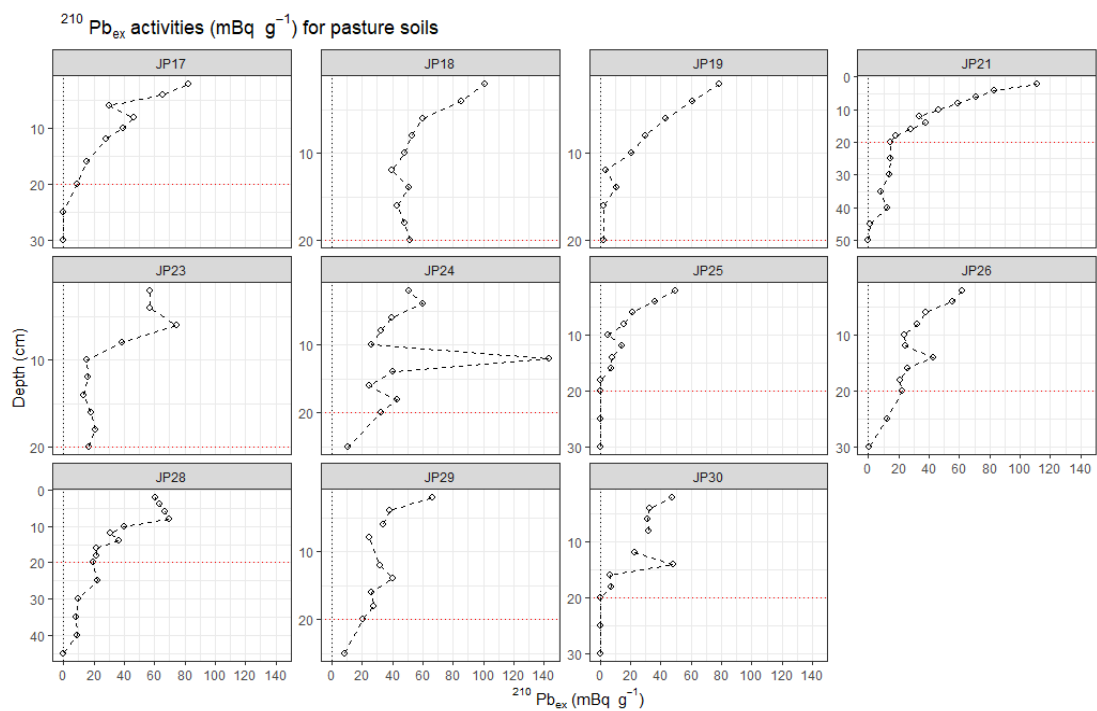 ²¹⁰ Pbₑₓ activities (mBq g⁻¹) for pasture soils
JP17
JP18
JP19
JP21
10
20
30
10
20
10
20
0
10
20
30
40
50
JP23
JP24
JP25
JP26
Depth (cm)
10
20
10
20
10
20
30
10
20
30
0 20 40 60 80 100 120 140
JP28
JP29
JP30
0
10
20
30
40
10
20
10
20
30
0 20 40 60 80 100 120 140
0 20 40 60 80 100 120 140
0 20 40 60 80 100 120 140
²¹⁰ Pbₑₓ (mBq g⁻¹)